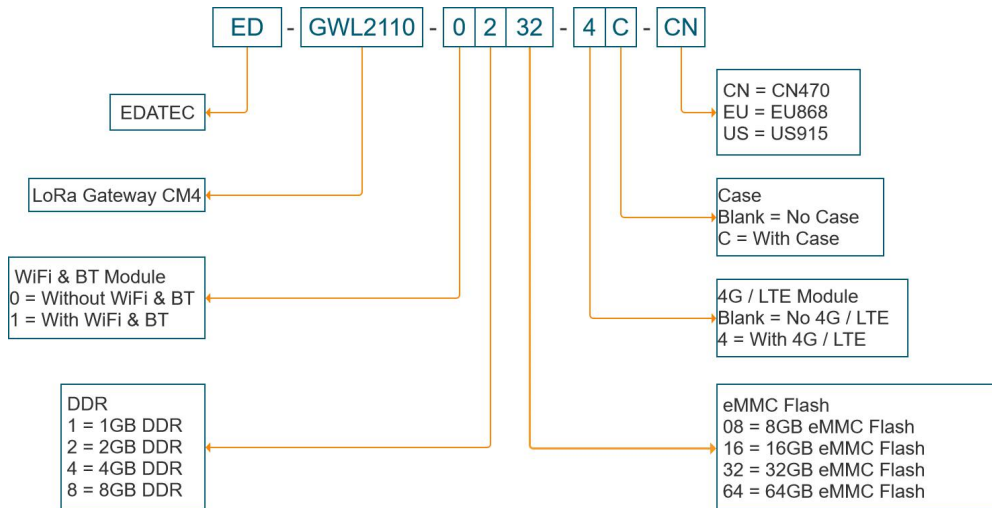 ED - GWL2110 - 0 2 32 - 4 C - CN
EDATEC
LoRa Gateway CM4
WiFi & BT Module
0 = Without WiFi & BT
1 = With WiFi & BT
DDR
1 = 1GB DDR
2 = 2GB DDR
4 = 4GB DDR
8 = 8GB DDR
CN = CN470
EU = EU868
US = US915
Case
Blank = No Case
C = With Case
4G / LTE Module
Blank = No 4G / LTE
4 = With 4G / LTE
eMMC Flash
08 = 8GB eMMC Flash
16 = 16GB eMMC Flash
32 = 32GB eMMC Flash
64 = 64GB eMMC Flash